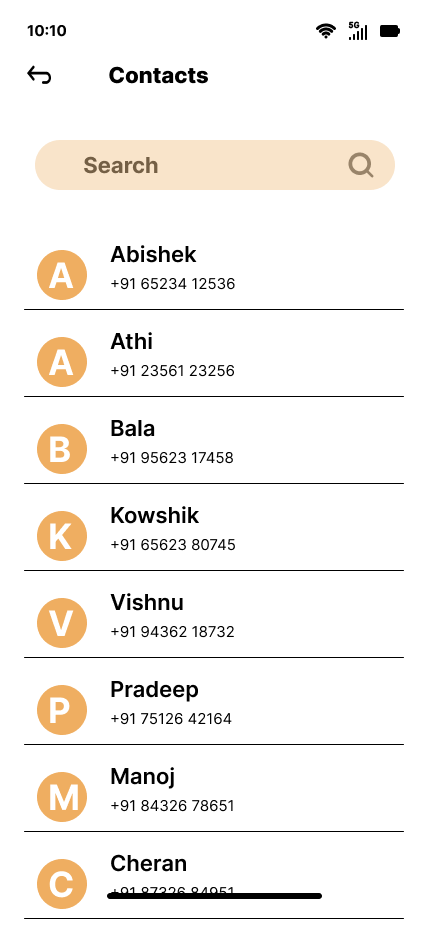 10:10
5G
Contacts
Search
A
Abishek
+91 65234 12536
A
Athi
+91 23561 23256
B
Bala
+91 95623 17458
K
Kowshik
+91 65623 80745
V
Vishnu
+91 94362 18732
P
Pradeep
+91 75126 42164
M
Manoj
+91 84326 78651
C
Cheran
+91 87326 84951